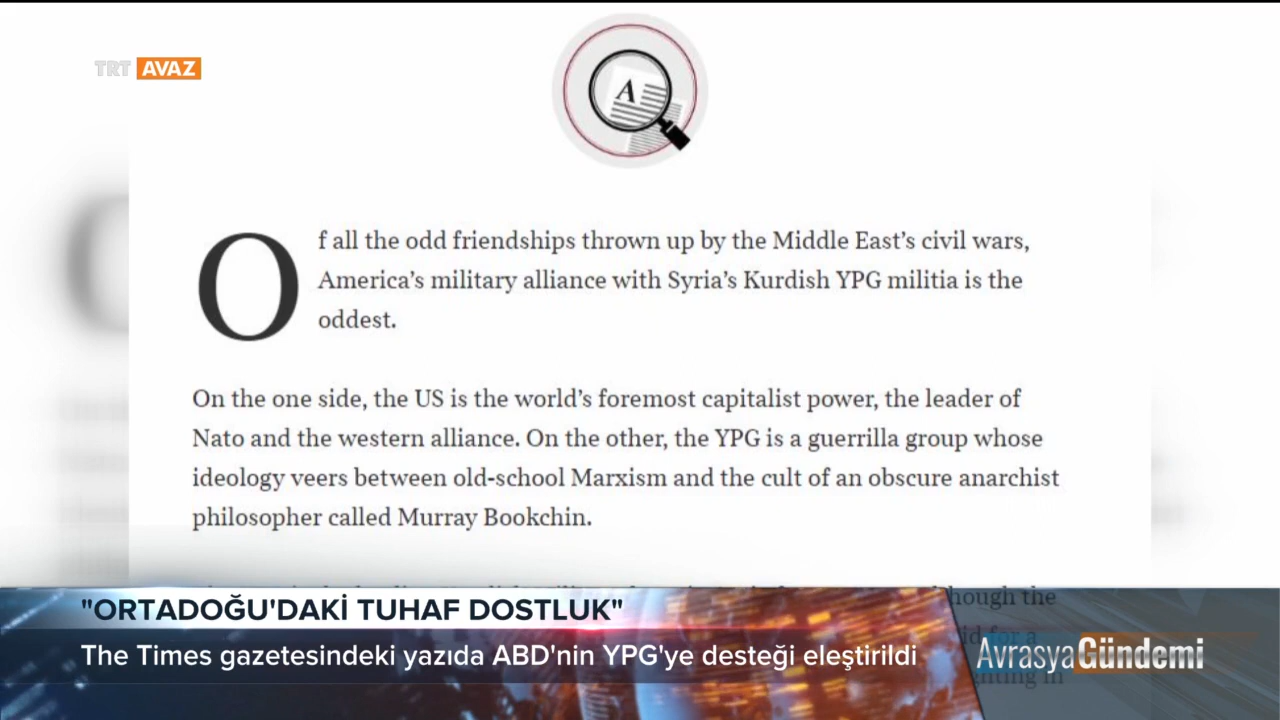 TRT AVAZ
A
Of all the odd friendships thrown up by the Middle East’s civil wars,
America’s military alliance with Syria’s Kurdish YPG militia is the
oddest.
On the one side, the US is the world’s foremost capitalist power, the leader of
Nato and the western alliance. On the other, the YPG is a guerrilla group whose
ideology veers between old-school Marxism and the cult of an obscure anarchist
philosopher called Murray Bookchin.
though the
"ORTADOĞU'DAKİ TUHAF DOSTLUK"
The Times gazetesindeki yazıda ABD'nin YPG'ye desteği eleştirildi
AvrasyaGündemi